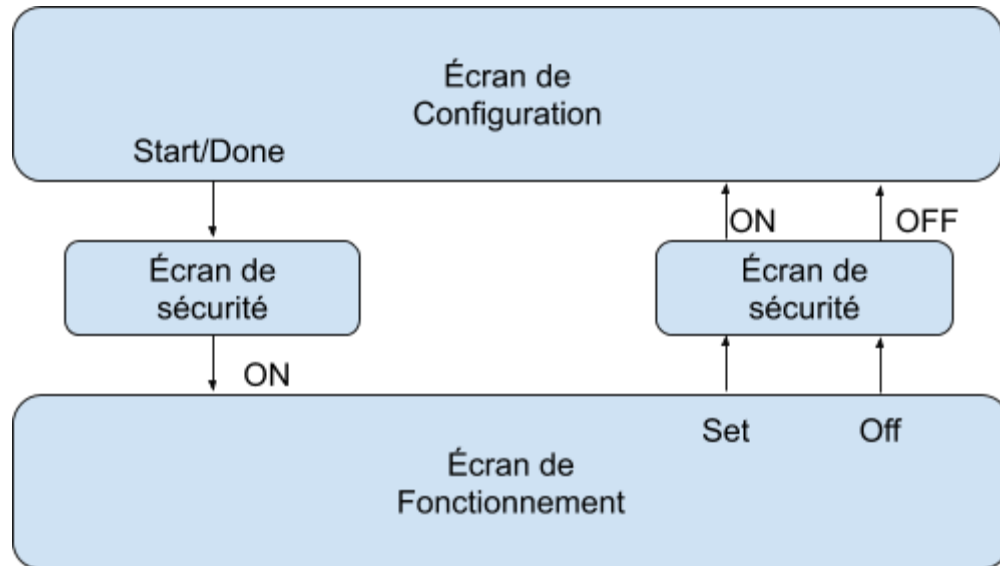 Écran de
Configuration
Start/Done
ON
OFF
Écran de
sécurité
Écran de
sécurité
ON
Set
Off
Écran de
Fonctionnement